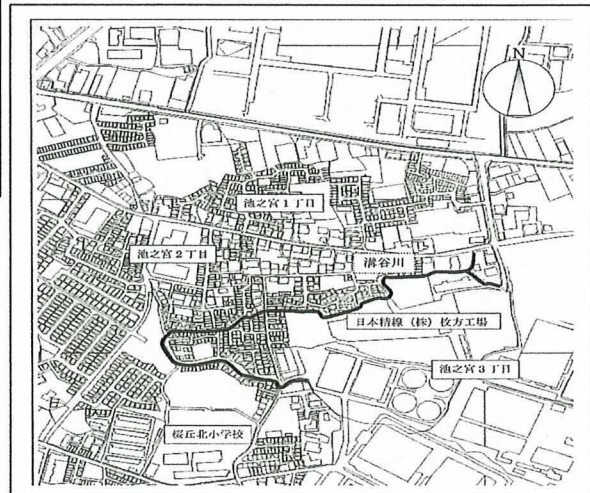 N
池之宮1丁目
池之宮2丁目
溝谷川
日本精線（株）枚方工場
池之宮3丁目
桜丘北小学校